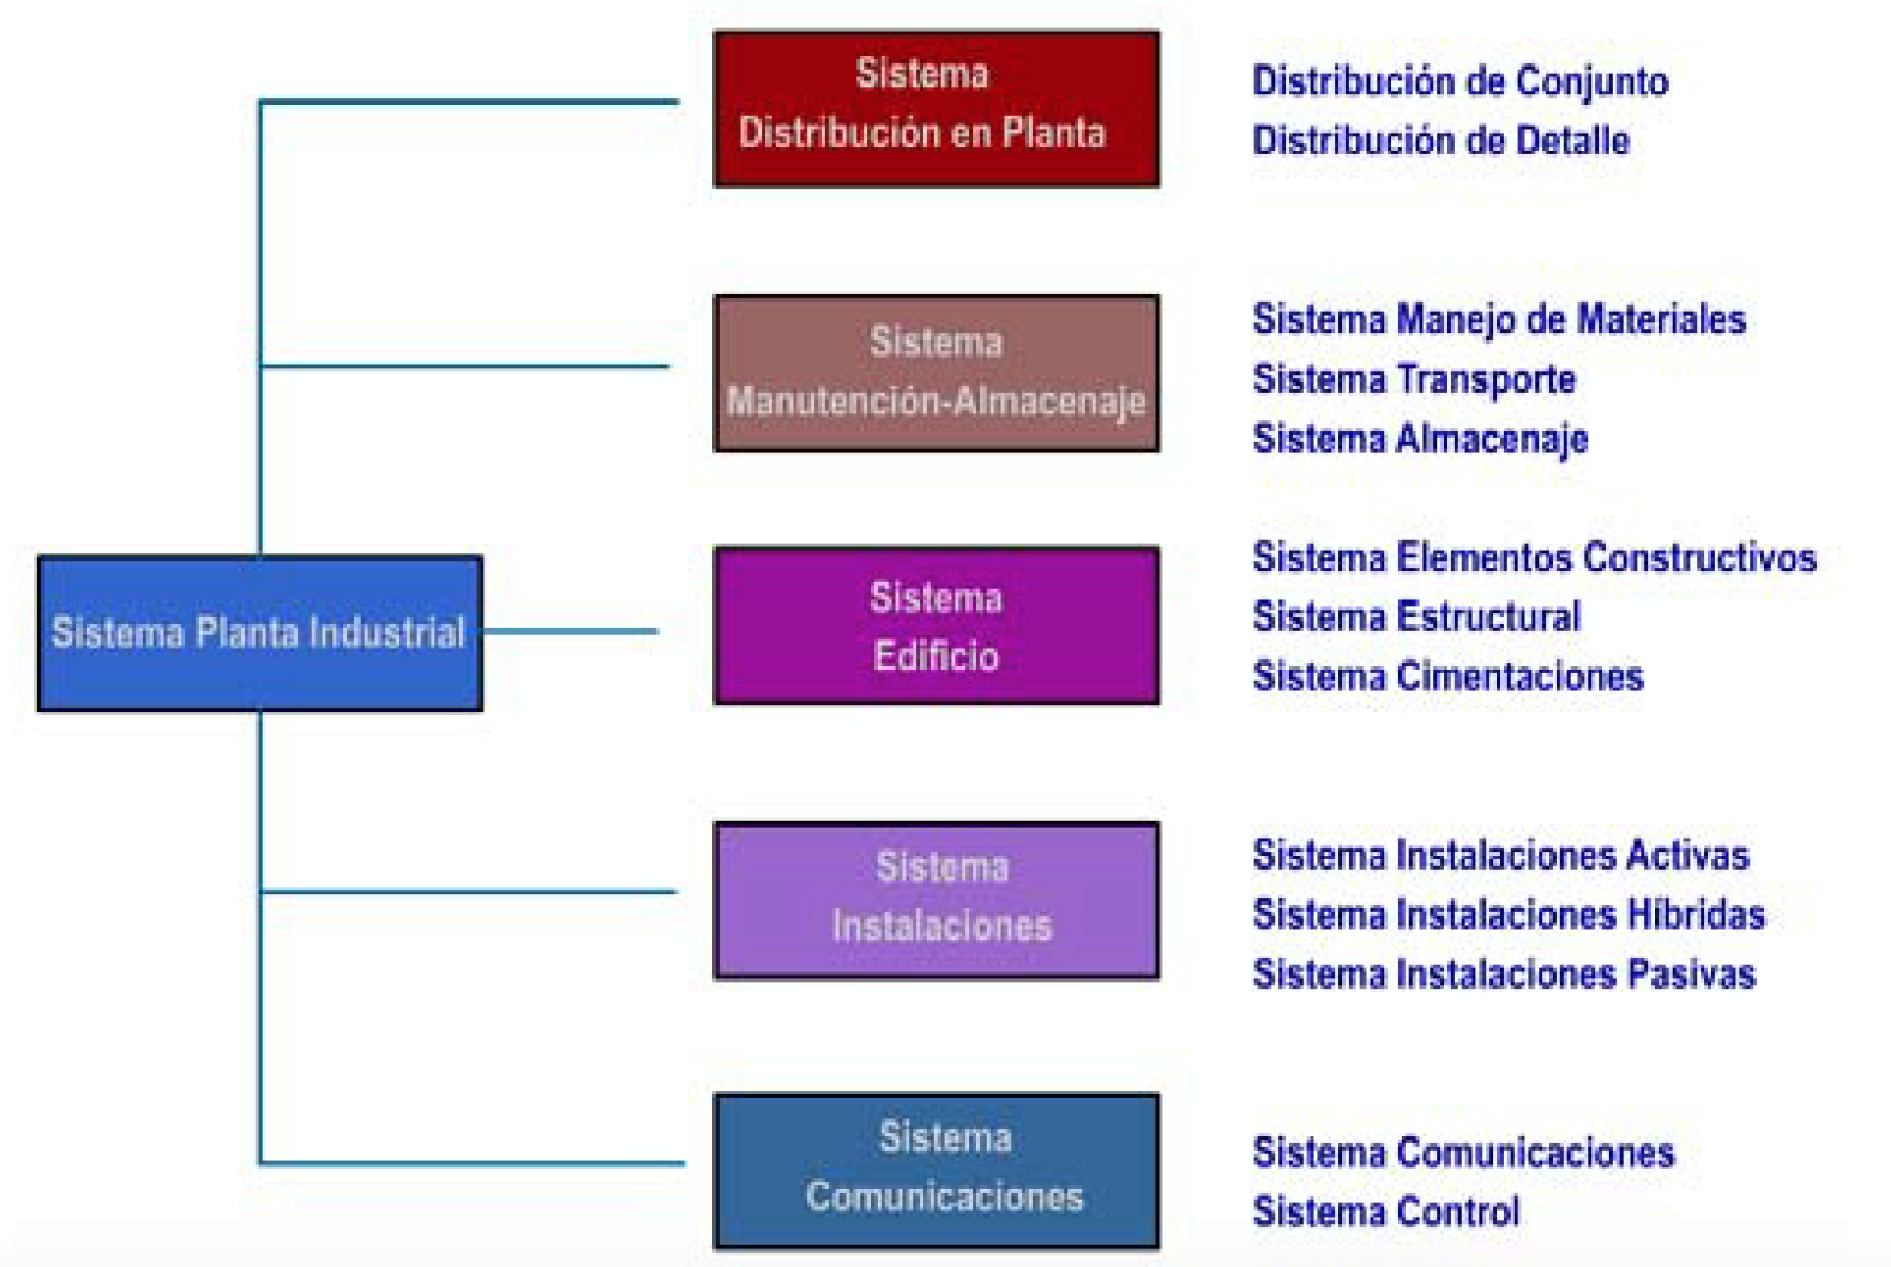 Sistema
Distribución en Planta
Distribución de Conjunto
Distribución de Detalle
Sistema
Manutención-Almacenaje
Sistema Manejo de Materiales
Sistema Transporte
Sistema Almacenaje
Sistema Planta Industrial
Sistema
Edificio
Sistema Elementos Constructivos
Sistema Estructural
Sistema Cimentaciones
Sistema
Instalaciones
Sistema Instalaciones Activas
Sistema Instalaciones Híbridas
Sistema Instalaciones Pasivas
Sistema
Comunicaciones
Sistema Comunicaciones
Sistema Control